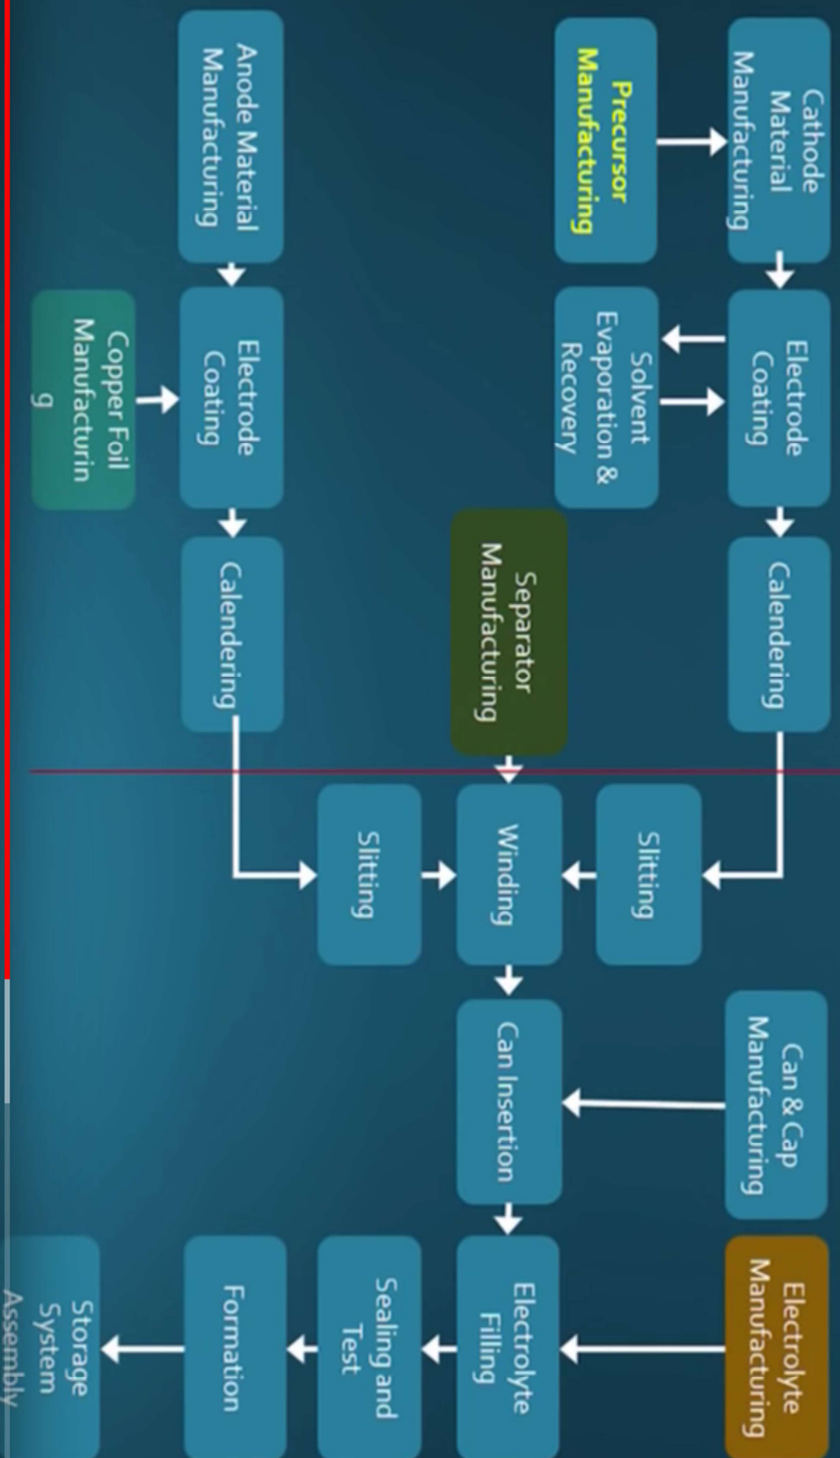 Cathode
Material
Manufacturing
Electrode
Coating
Calendering
Can & Cap
Manufacturing
Electrolyte
Manufacturing
Precursor
Manufacturing
Solvent
Evaporation &
Recovery
Slitting
Separator
Manufacturing
Winding
Can Insertion
Electrolyte
Filling
Slitting
Sealing and
Test
Anode Material
Manufacturing
Electrode
Coating
Calendering
Formation
Copper Foil
Manufacturin
g
Storage
System
Assembly